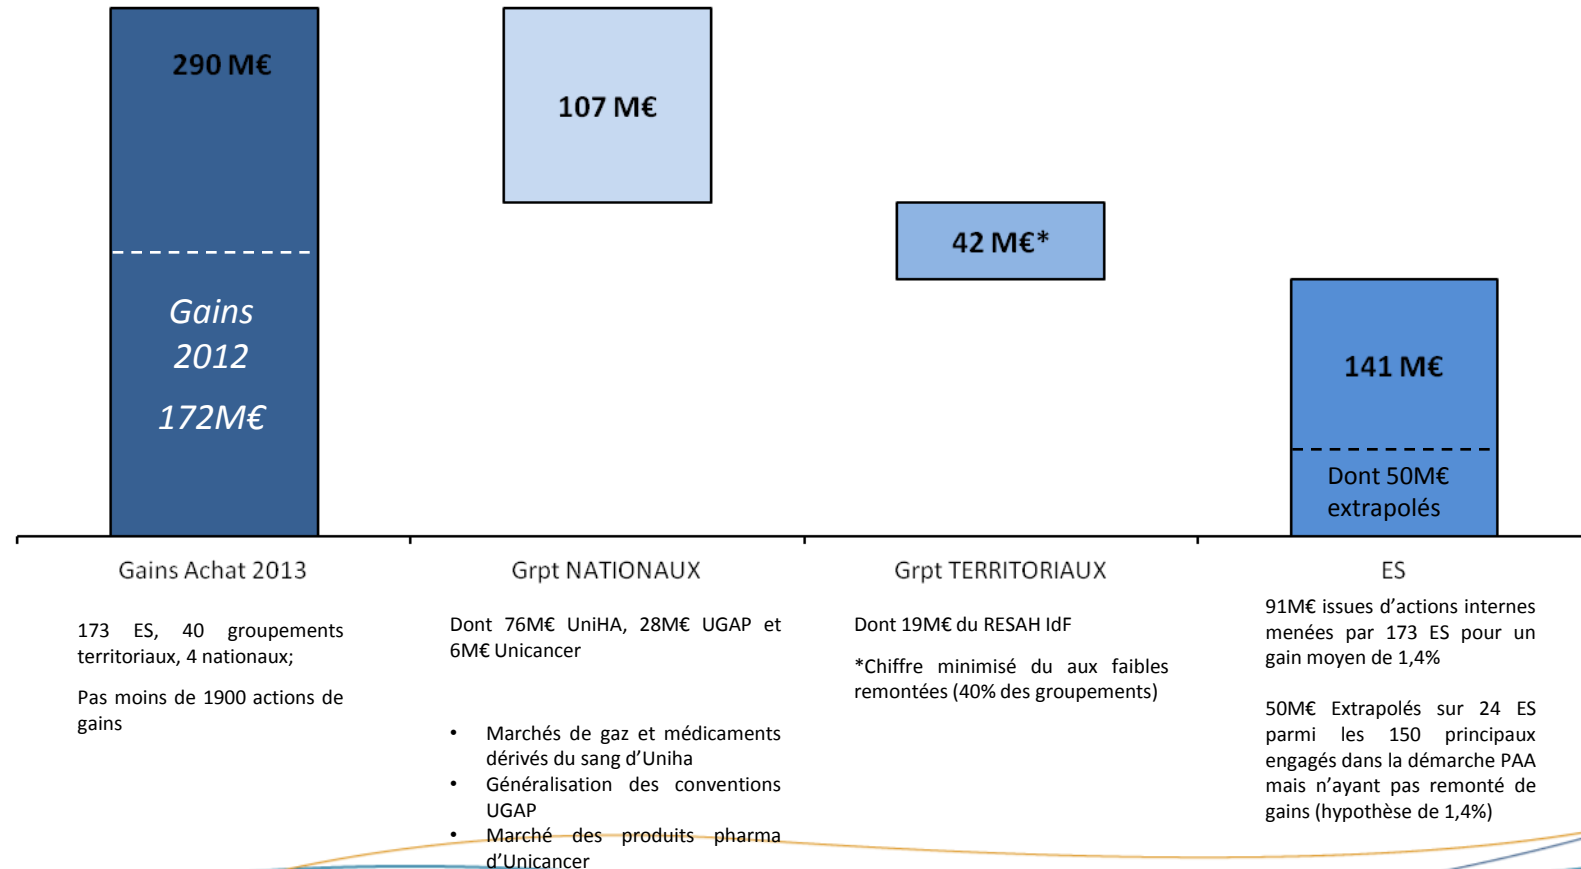 290 M€
Gains
2012
172M€
107 M€
42 M€*
141 M€
Dont 50M€
extrapolés
Gains Achat 2013
Grpt NATIONAUX
Grpt TERRITORIAUX
ES
173 ES, 40 groupements
territoriaux, 4 nationaux;
Pas moins de 1900 actions de
gains
Dont 76M€ UniHA, 28M€ UGAP et
6M€ Unicancer
• Marchés de gaz et médicaments
dérivés du sang d'Uniha
• Généralisation des conventions
UGAP
• Marché des produits pharma
d'Unicancer
Dont 19M€ du RESAH IdF
*Chiffre minimisé du aux faibles
remontées (40% des groupements)
91M€ issues d'actions internes
menées par 173 ES pour un
gain moyen de 1,4%
50M€ Extrapolés sur 24 ES
parmi les 150 principaux
engagés dans la démarche PAA
mais n'ayant pas remonté de
gains (hypothèse de 1,4%)